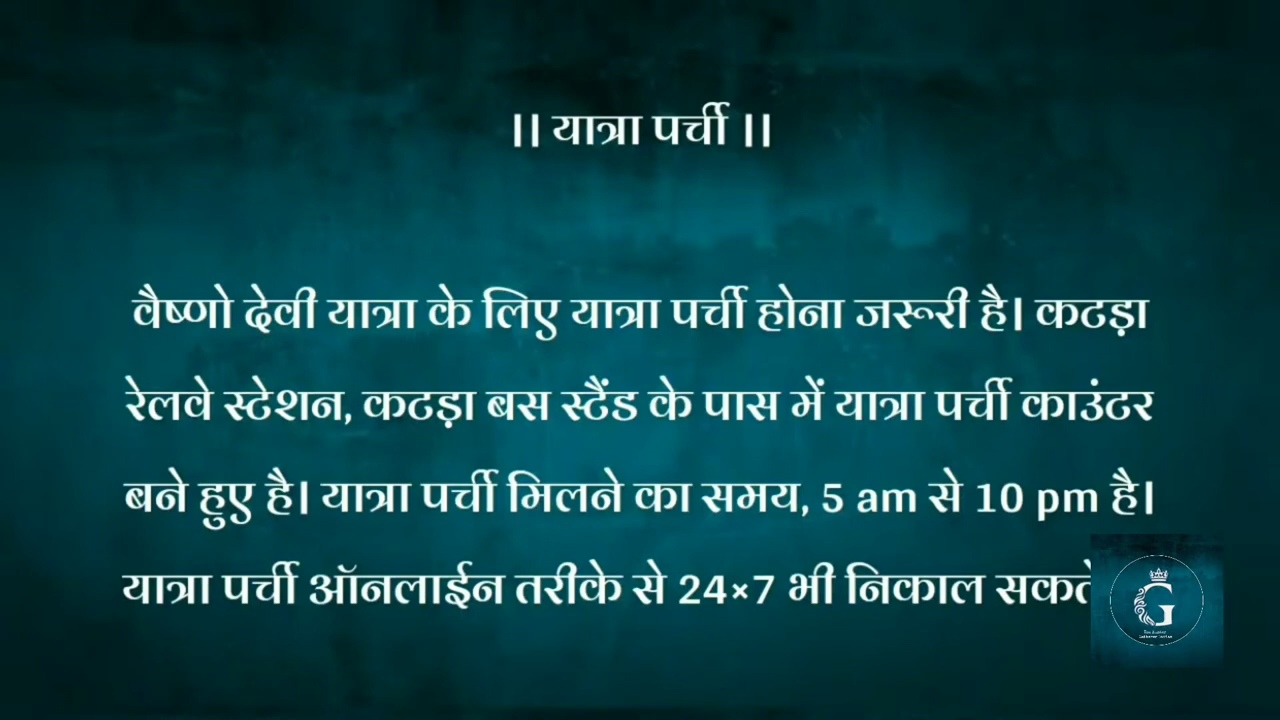 || यात्रा पर्ची ||
वैष्णो देवी यात्रा के लिए यात्रा पर्ची होना जरूरी है। कटड़ा
रेलवे स्टेशन, कटड़ा बस स्टैंड के पास में यात्रा पर्ची काउंटर
बने हुए है। यात्रा पर्ची मिलने का समय, 5 am से 10 pm है।
यात्रा पर्ची ऑनलाईन तरीके से 24×7 भी निकाल सकते
G